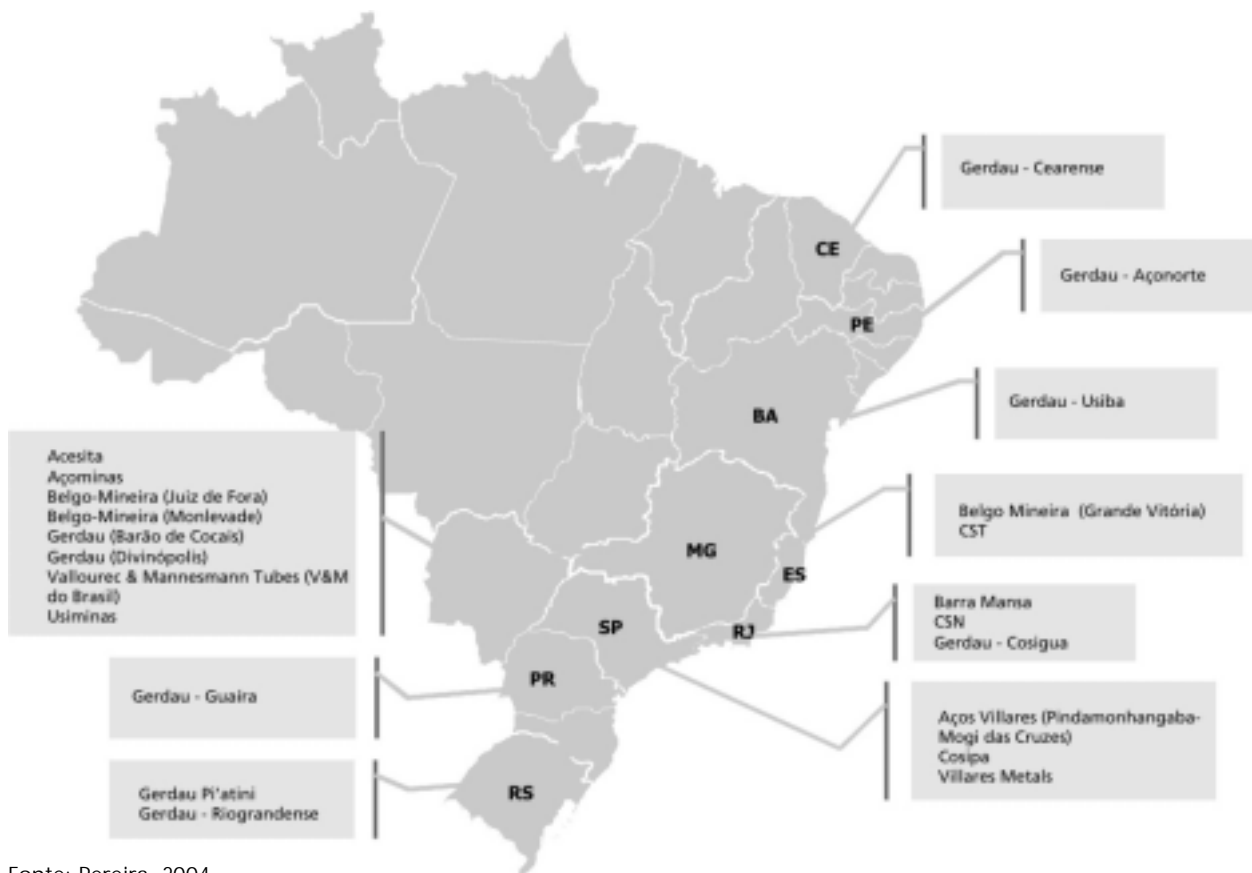 Gerdau - Cearense
CE
Gerdau - Açonorte
PE
Gerdau - Usiba
BA
Acesita
Açominas
Belgo-Mineira (Juiz de Fora)
Belgo-Mineira (Monlevade)
Gerdau (Barão de Cocais)
Gerdau (Divinópolis)
Vallourec & Mannesmann Tubes (V&M
do Brasil)
Usiminas
Belgo Mineira (Grande Vitória)
CST
MG
ES
Barra Mansa
CSN
Gerdau - Cosigua
SP
RJ
PR
Gerdau - Guaira
Aços Villares (Pindamonhangaba-
Mogi das Cruzes)
Cosipa
Villares Metals
Gerdau Pi'atini
Gerdau - Riograndense
RS
Fonte: Pereira, 2004